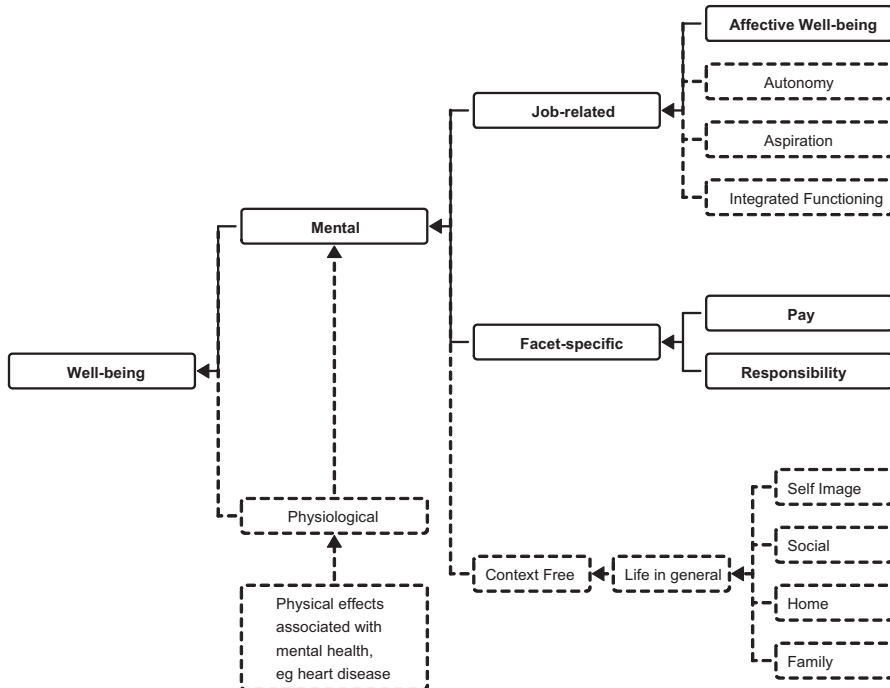 Affective Well-being
Autonomy
Job-related
Aspiration
Integrated Functioning
Mental
Pay
Facet-specific
Well-being
Responsibility
Self Image
Physiological
Social
Context Free
Life in general
Home
Physical effects
associated with
mental health,
eg heart disease
Family